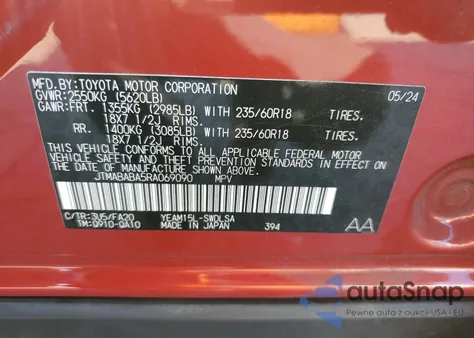 MFD.BY:TOYOTA MOTOR CORPORATION 05/24
GVWR:2550KG (5620LB)
GAWR:FRT. 1355KG (2985LB) WITH 235/60R18 TIRES.
18X7 1/2J RIMS.
RR. 1400KG (3085LB) WITH 235/60R18 TIRES.
18X7 1/2J RIMS.
THIS VEHICLE CONFORMS TO ALL APPLICABLE FEDERAL MOTOR
VEHICLE SAFETY AND THEFT PREVENTION STANDARDS IN EFFECT ON
THE DATE OF MANUFACTURE SHOWN ABOVE.
JTMABABA5RA069090 MPV
C/TR:3U5/FA20 YEAM15L-SWDLSA
TM:Q910-QA10 MADE IN JAPAN 394 AA
autoSnap
Pewne auta z aukcji USA i EU